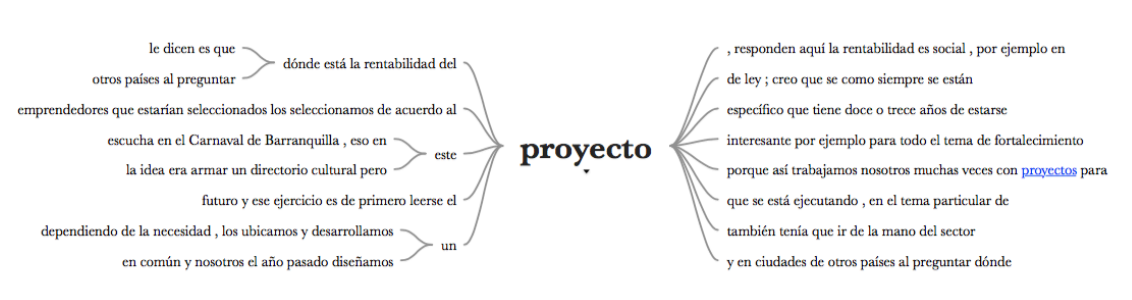 le dicen es que
otros países al preguntar
dónde está la rentabilidad del
emprendedores que estarían seleccionados los seleccionamos de acuerdo al
escucha en el Carnaval de Barranquilla , eso en
la idea era armar un directorio cultural pero
este
futuro y ese ejercicio es de primero leerse el
dependiendo de la necesidad , los ubicamos y desarrollamos
en común y nosotros el año pasado diseñamos
un
proyecto
, responden aquí la rentabilidad es social , por ejemplo en
de ley ; creo que se como siempre se están
específico que tiene doce o trece años de estarse
interesante por ejemplo para todo el tema de fortalecimiento
porque así trabajamos nosotros muchas veces con proyectos para
que se está ejecutando , en el tema particular de
también tenía que ir de la mano del sector
y en ciudades de otros países al preguntar dónde